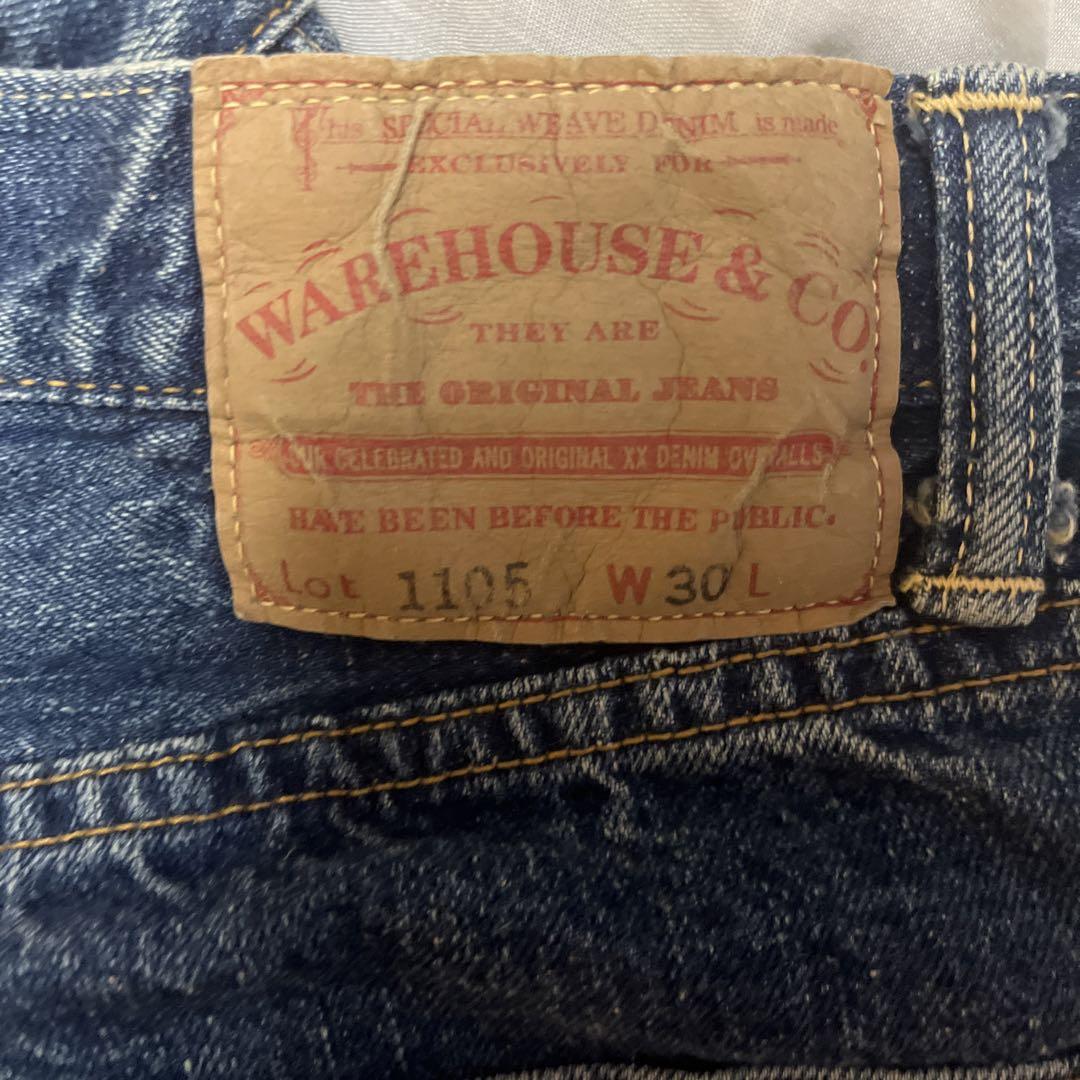 This SPECIAL WEAVE DENIM is made
EXCLUSIVELY FOR
WAREHOUSE & CO.
THEY ARE
THE ORIGINAL JEANS
OUR CELEBRATED AND ORIGINAL XX DENIM OVERALLS
HAVE BEEN BEFORE THE PUBLIC.
Lot 1105 W 30 L